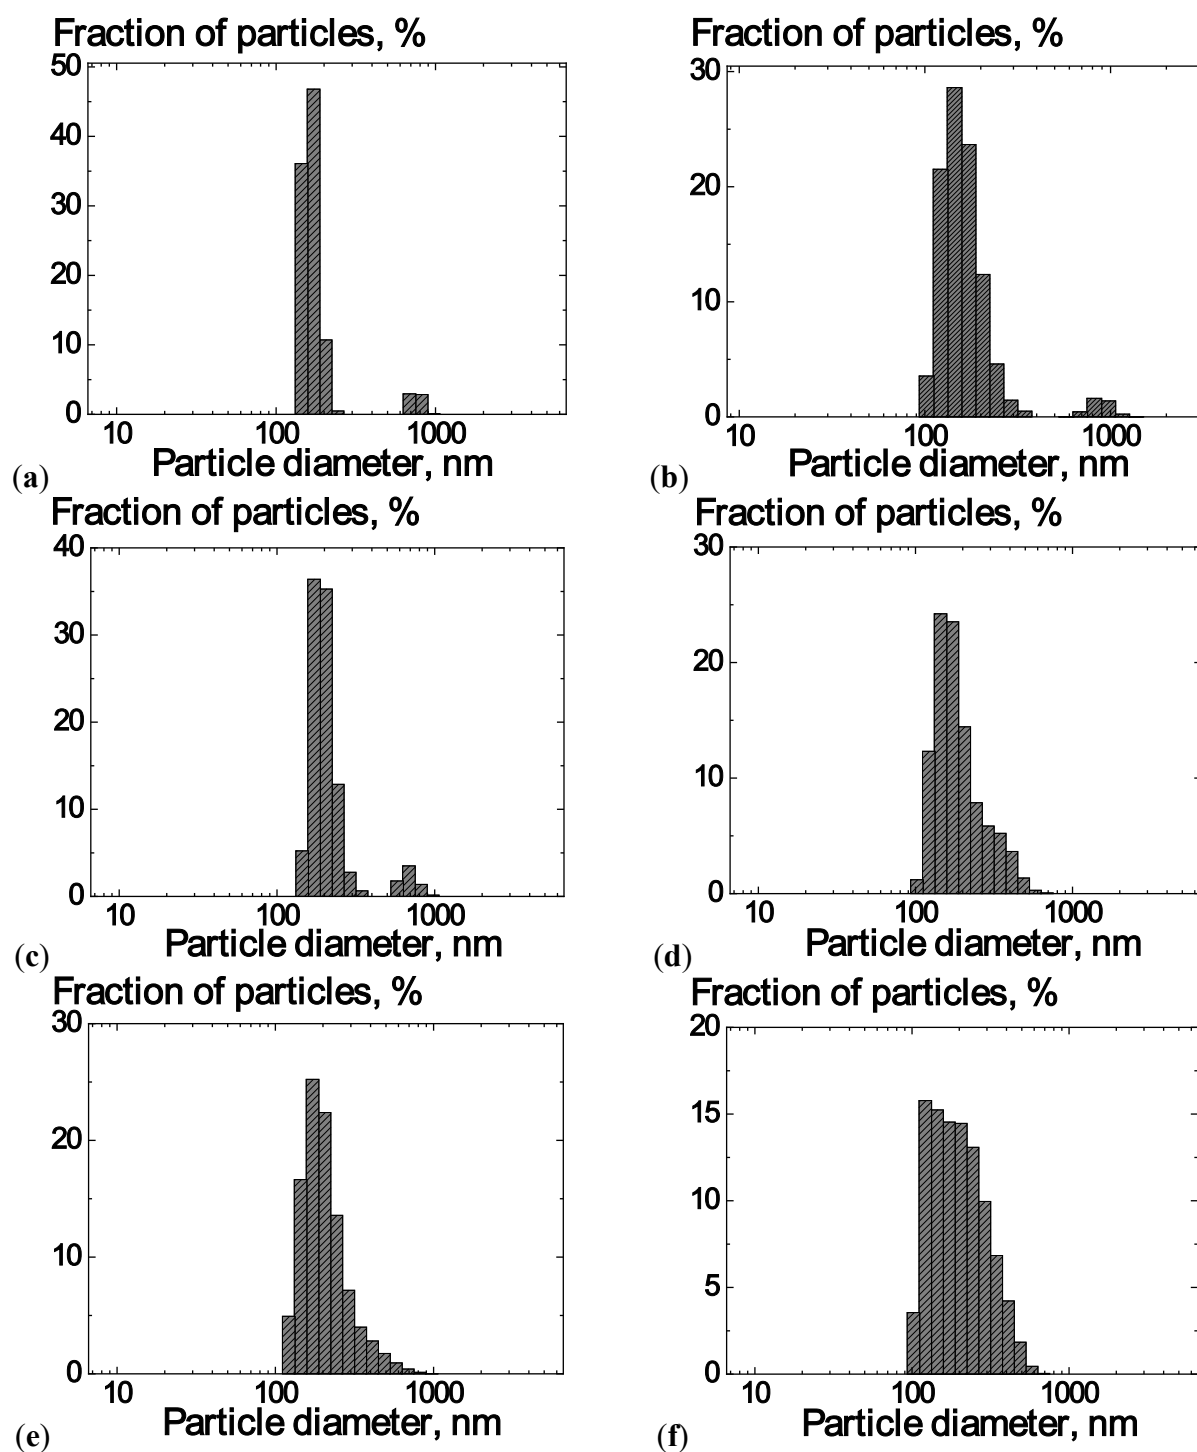 Fraction of particles, %
50
40
30
20
10
0
10 100 1000
Particle diameter, nm
(a)
Fraction of particles, %
30
20
10
0
10 100 1000
Particle diameter, nm
(b)
Fraction of particles, %
40
30
20
10
0
10 100 1000
Particle diameter, nm
(c)
Fraction of particles, %
30
20
10
0
10 100 1000
Particle diameter, nm
(d)
Fraction of particles, %
30
20
10
0
10 100 1000
Particle diameter, nm
(e)
Fraction of particles, %
20
15
10
5
0
10 100 1000
Particle diameter, nm
(f)